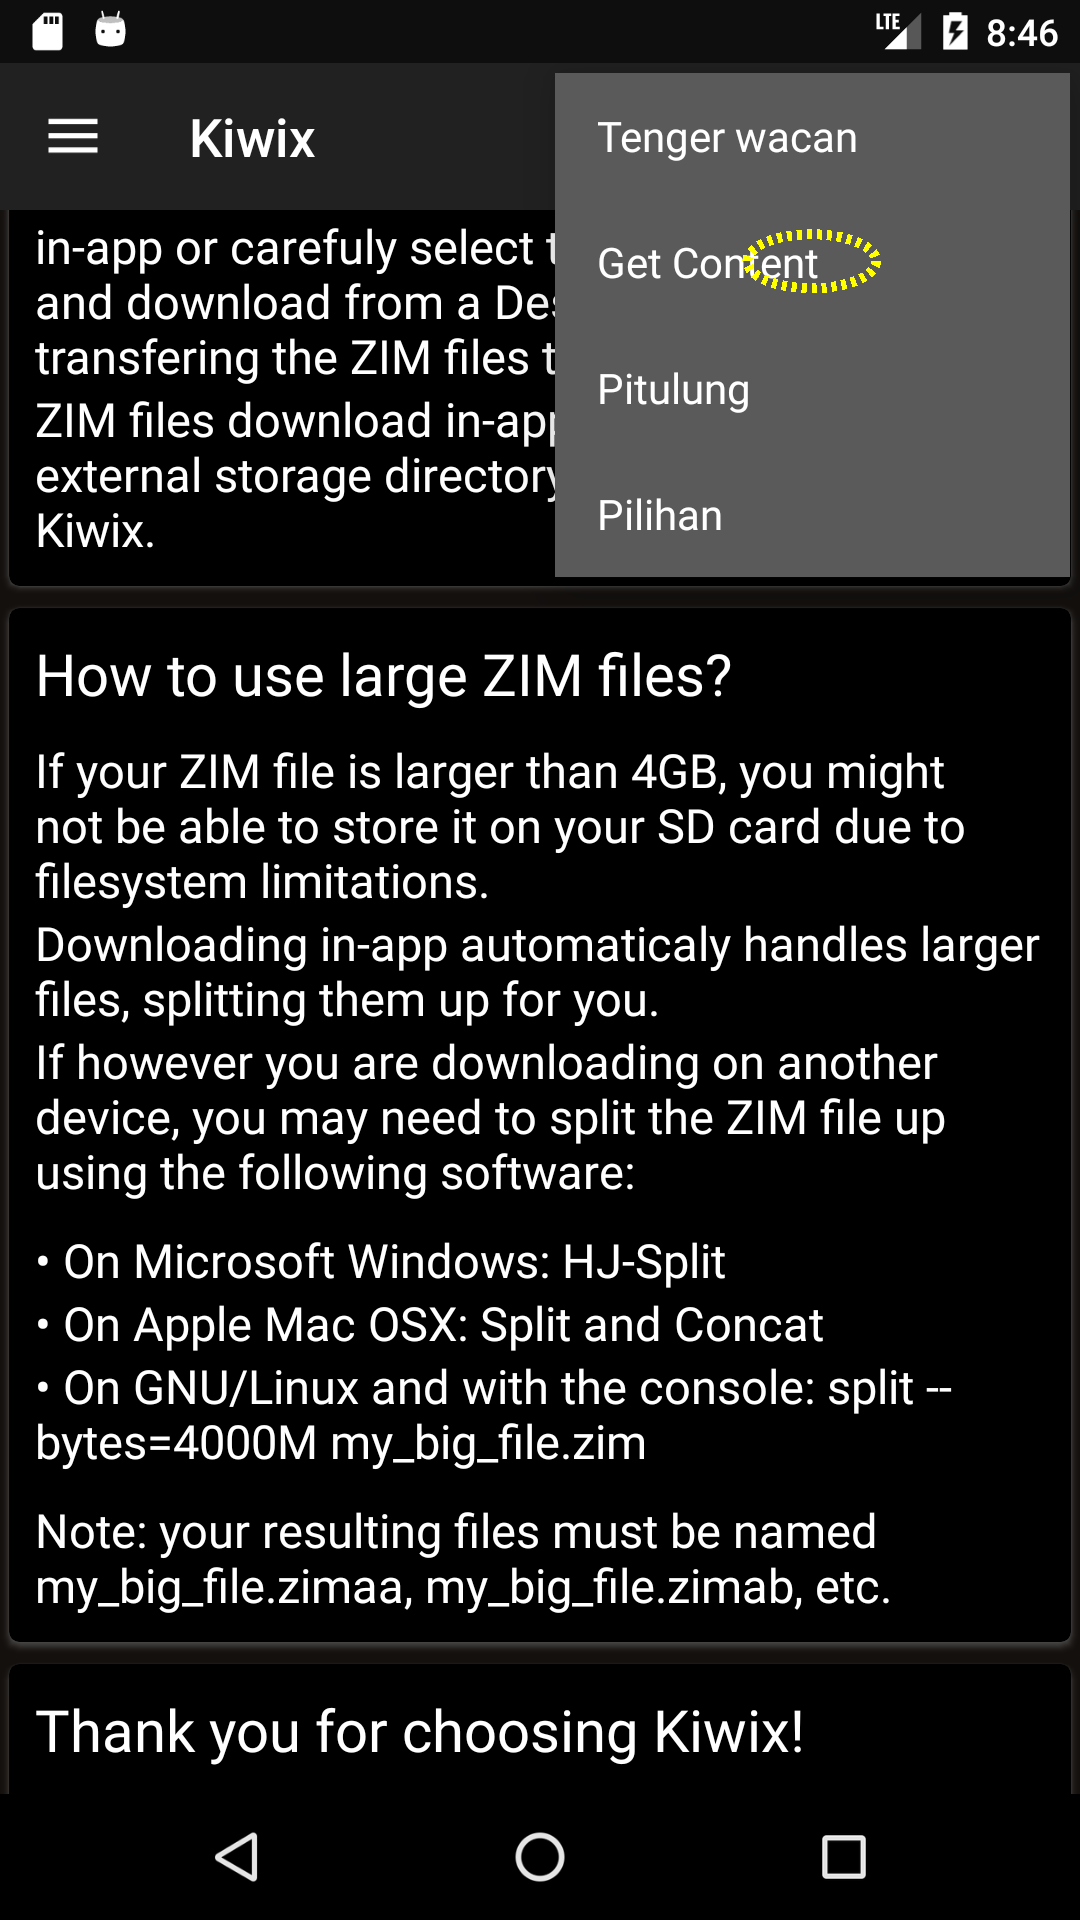 LTE 8:46
Kiwix
Tenger wacan
Get Content
Pitulung
Pilihan
in-app or carefuly select
and download from a
transfering the ZIM files
ZIM files download
external storage directory
Kiwix.
How to use large ZIM files?
If your ZIM file is larger than 4GB, you might
not be able to store it on your SD card due to
filesystem limitations.
Downloading in-app automaticaly handles larger
files, splitting them up for you.
If however you are downloading on another
device, you may need to split the ZIM file up
using the following software:
• On Microsoft Windows: HJ-Split
• On Apple Mac OSX: Split and Concat
• On GNU/Linux and with the console: split --
bytes=4000M my_big_file.zim
Note: your resulting files must be named
my_big_file.zimaa, my_big_file.zimab, etc.
Thank you for choosing Kiwix!